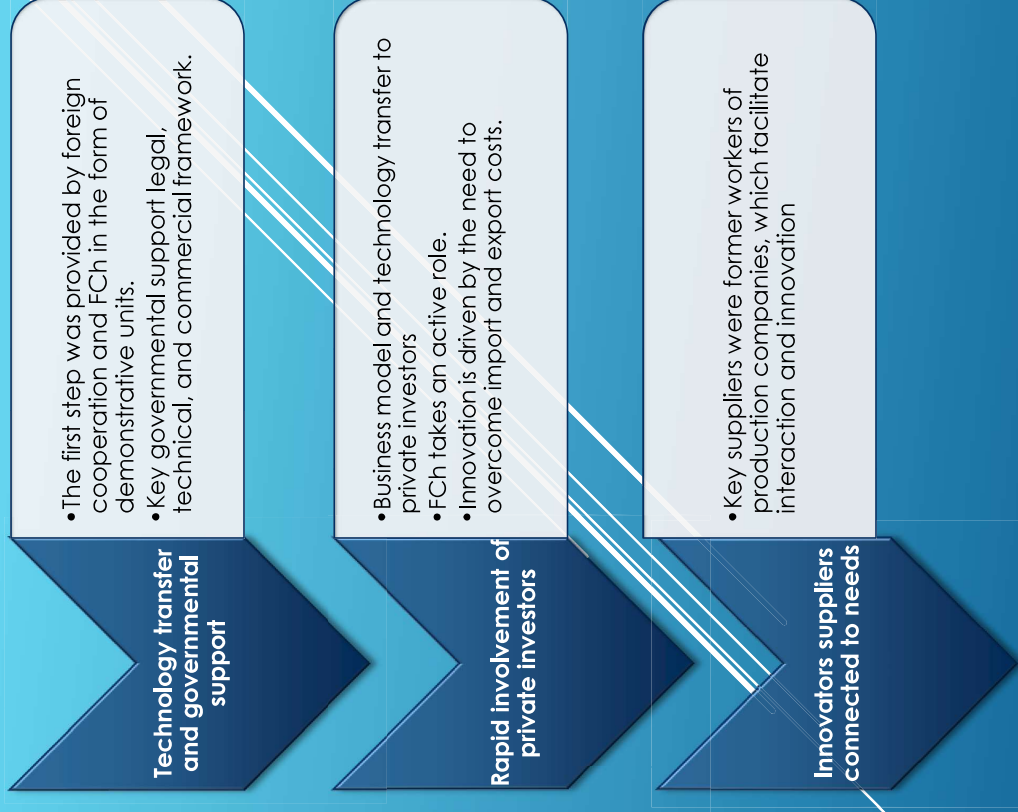 Technology transfer
and governmental
support
•The first step was provided by foreign
cooperation and FCh in the form of
demonstrative units.
•Key governmental support legal,
technical, and commercial framework.
Rapid involvement of
private investors
•Business model and technology transfer to
private investors
•FCh takes an active role.
•Innovation is driven by the need to
overcome import and export costs.
Innovators suppliers
connected to needs
•Key suppliers were former workers of
production companies, which facilitate
interaction and innovation